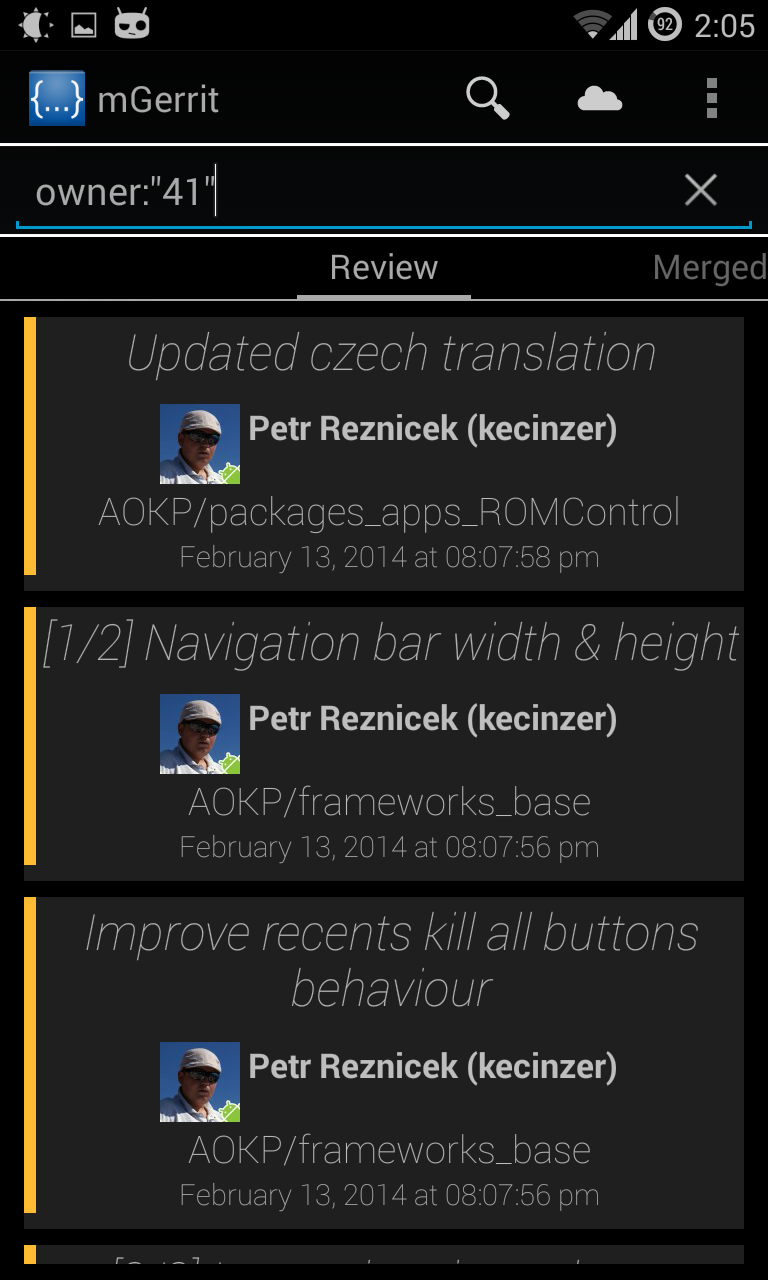 92 2:05
{...} mGerrit
owner:"41"
Review Merged
Updated czech translation
Petr Reznicek (kecinzer)
AOKP/packages_apps_ROMControl
February 13, 2014 at 08:07:58 pm
[1/2] Navigation bar width & height
Petr Reznicek (kecinzer)
AOKP/frameworks_base
February 13, 2014 at 08:07:56 pm
Improve recents kill all buttons
behaviour
Petr Reznicek (kecinzer)
AOKP/frameworks_base
February 13, 2014 at 08:07:56 pm